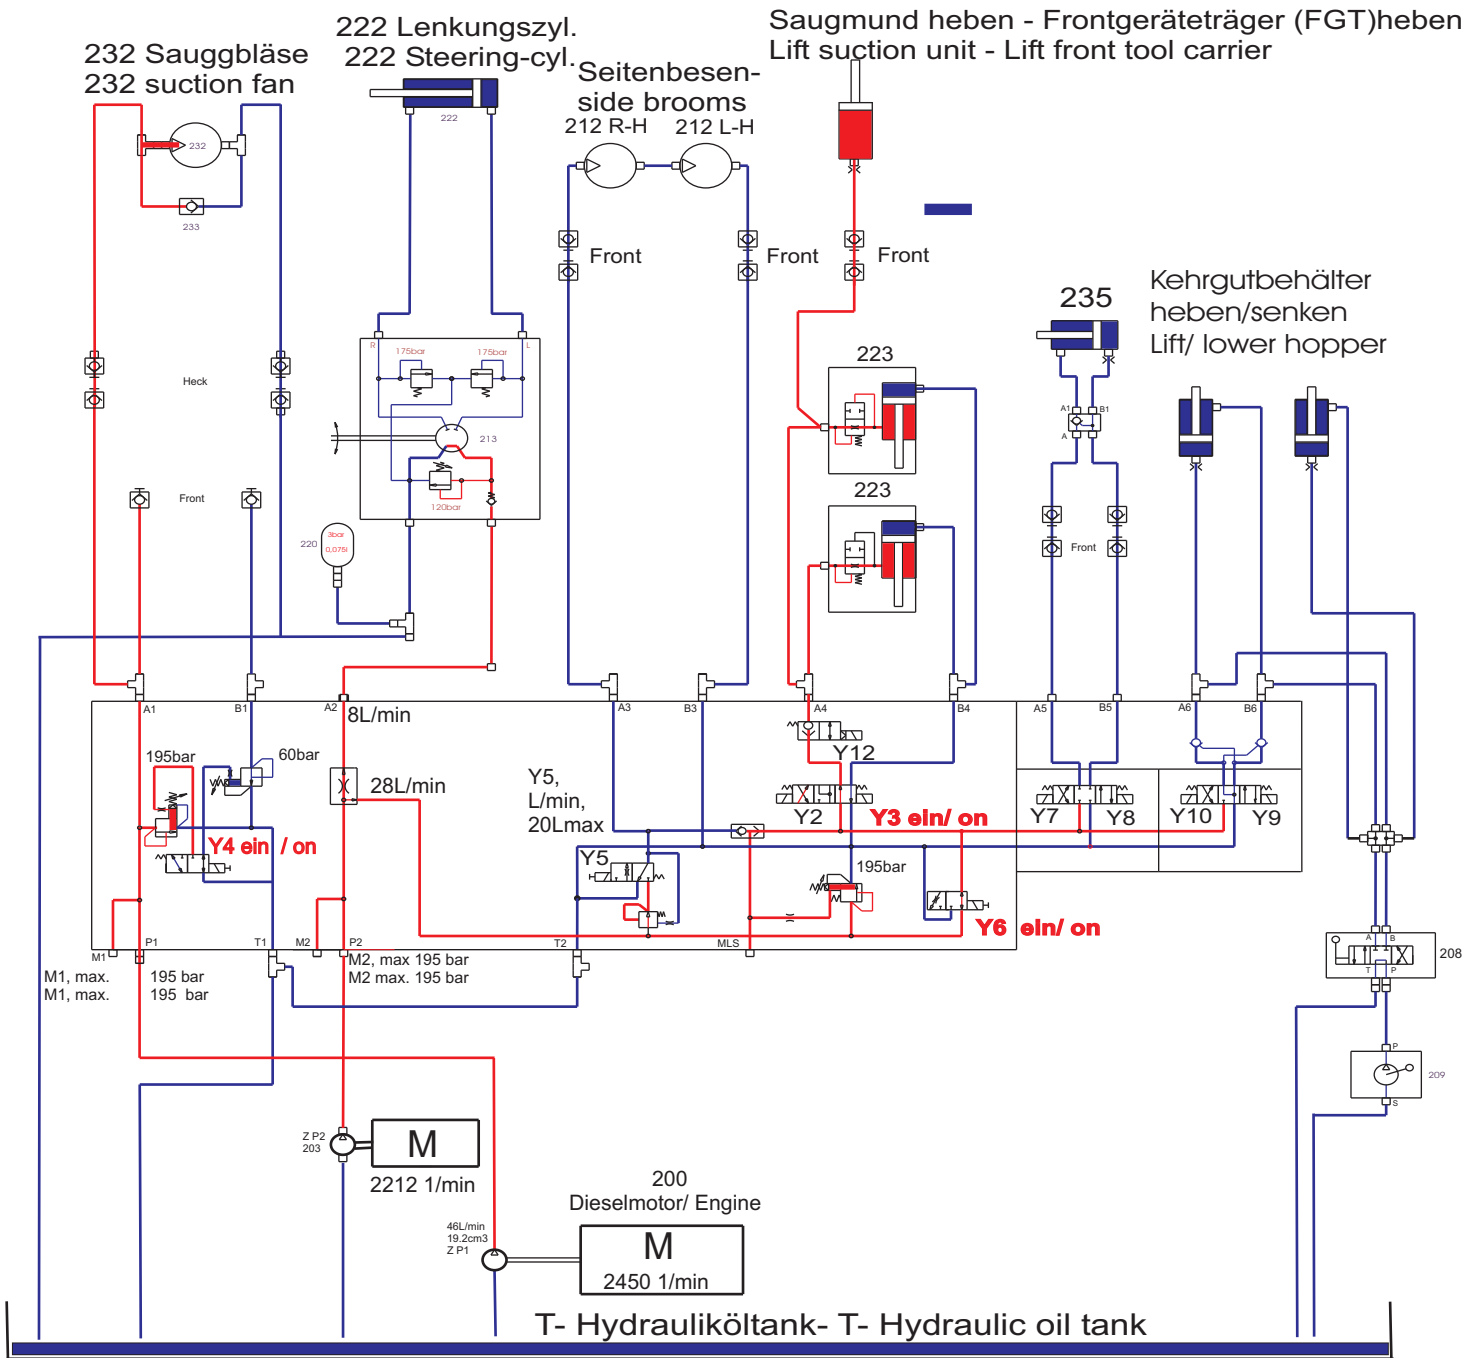 Saugmund heben - Frontgeräteträger (FGT)heben
Lift suction unit - Lift front tool carrier
222 Lenkungszyl.
222 Steering-cyl.
232 Sauggbläse
232 suction fan
Seitenbesen-
side brooms
212 R-H
212 L-H
222
232
233
Front
Front
Front
Kehrgutbehälter
heben/senken
Lift/ lower hopper
235
R
L
175bar
175bar
223
Heck
A1
B1
A
213
120bar
Front
223
220
3bar
0,075l
Front
A1
B1
A2
8L/min
A3
B3
A4
B4
A5
B5
A6
B6
195bar
60bar
28L/min
Y5,
L/min,
20Lmax
Y12
Y2
Y3 ein/ on
Y7
Y8
Y10
Y9
Y4 ein / on
Y5
195bar
Y6 ein/ on
M1
P1
T1
M2
P2
T2
MLS
M1, max.
195 bar
M1, max.
195 bar
M2, max 195 bar
M2 max. 195 bar
A
B
T
P
208
P
209
S
Z P2
203
M
2212 1/min
200
Dieselmotor/ Engine
46L/min
19.2cm3
Z P1
M
2450 1/min
T- Hydrauliköltank- T- Hydraulic oil tank